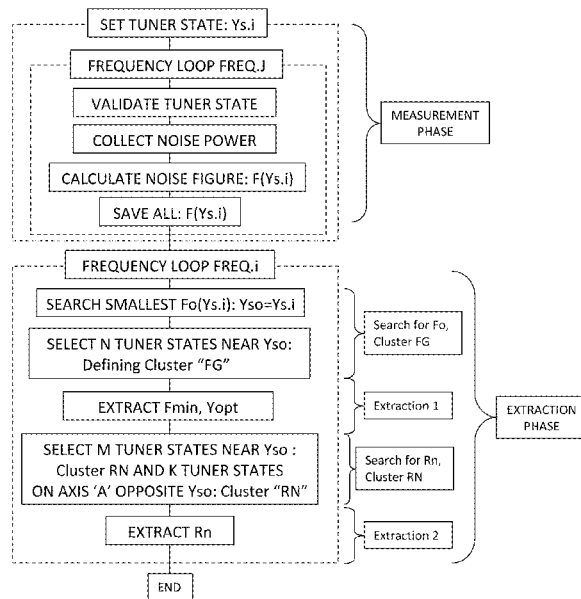 SET TUNER STATE: Ys.i
FREQUENCY LOOP FREQ.J
VALIDATE TUNER STATE
COLLECT NOISE POWER
CALCULATE NOISE FIGURE: F(Ys.i)
SAVE ALL: F(Ys.i)
MEASUREMENT
PHASE
FREQUENCY LOOP FREQ.i
SEARCH SMALLEST Fo(Ys.i): Yso=Ys.i
SELECT N TUNER STATES NEAR Yso:
Defining Cluster “FG”
Search for Fo,
Cluster FG
EXTRACT Fmin, Yopt
Extraction 1
EXTRACTION
PHASE
SELECT M TUNER STATES NEAR Yso :
Cluster RN AND K TUNER STATES
ON AXIS ‘A’ OPPOSITE Yso: Cluster “RN”
Search for Rn,
Cluster RN
EXTRACT Rn
Extraction 2
END